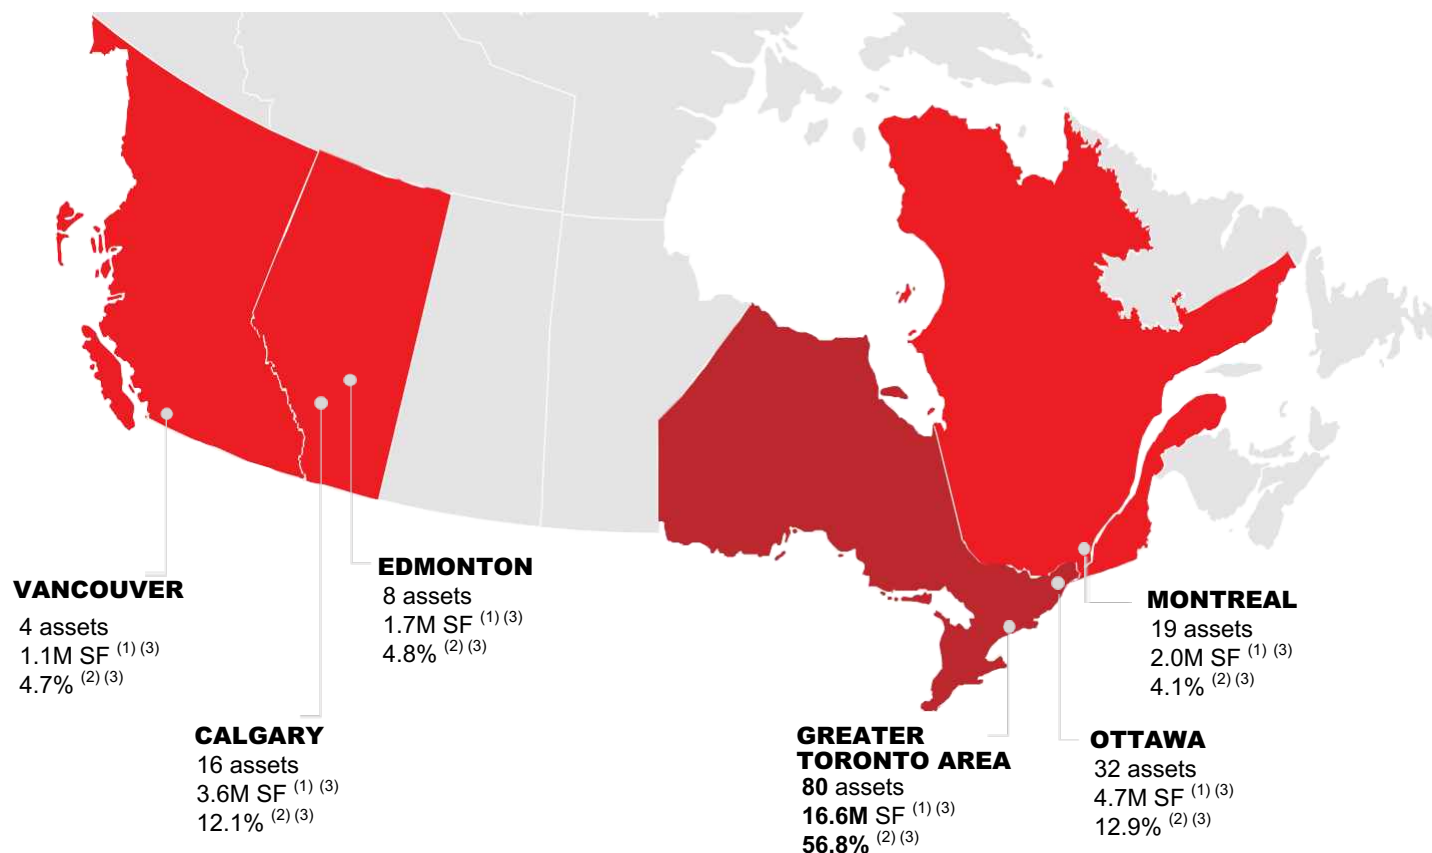 VANCOUVER
4 assets
1.1M SF (1) (3)
4.7% (2) (3)
CALGARY
16 assets
3.6M SF (1) (3)
12.1% (2) (3)
EDMONTON
8 assets
1.7M SF (1) (3)
4.8% (2) (3)
GREATER
TORONTO AREA
80 assets
16.6M SF (1) (3)
56.8% (2) (3)
OTTAWA
32 assets
4.7M SF (1) (3)
12.9% (2) (3)
MONTREAL
19 assets
2.0M SF (1) (3)
4.1% (2) (3)